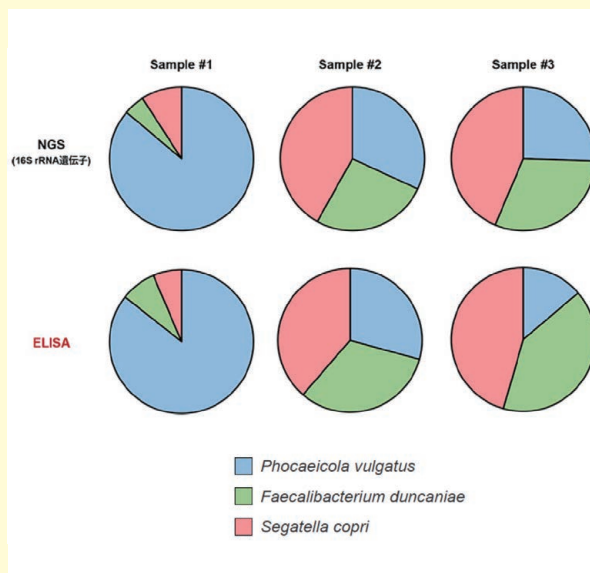 Sample #1
Sample #2
Sample #3
NGS
(16S rRNA遺伝子)
ELISA
Phocaeicola vulgatus
Faecalibacterium duncaniae
Segatella copri